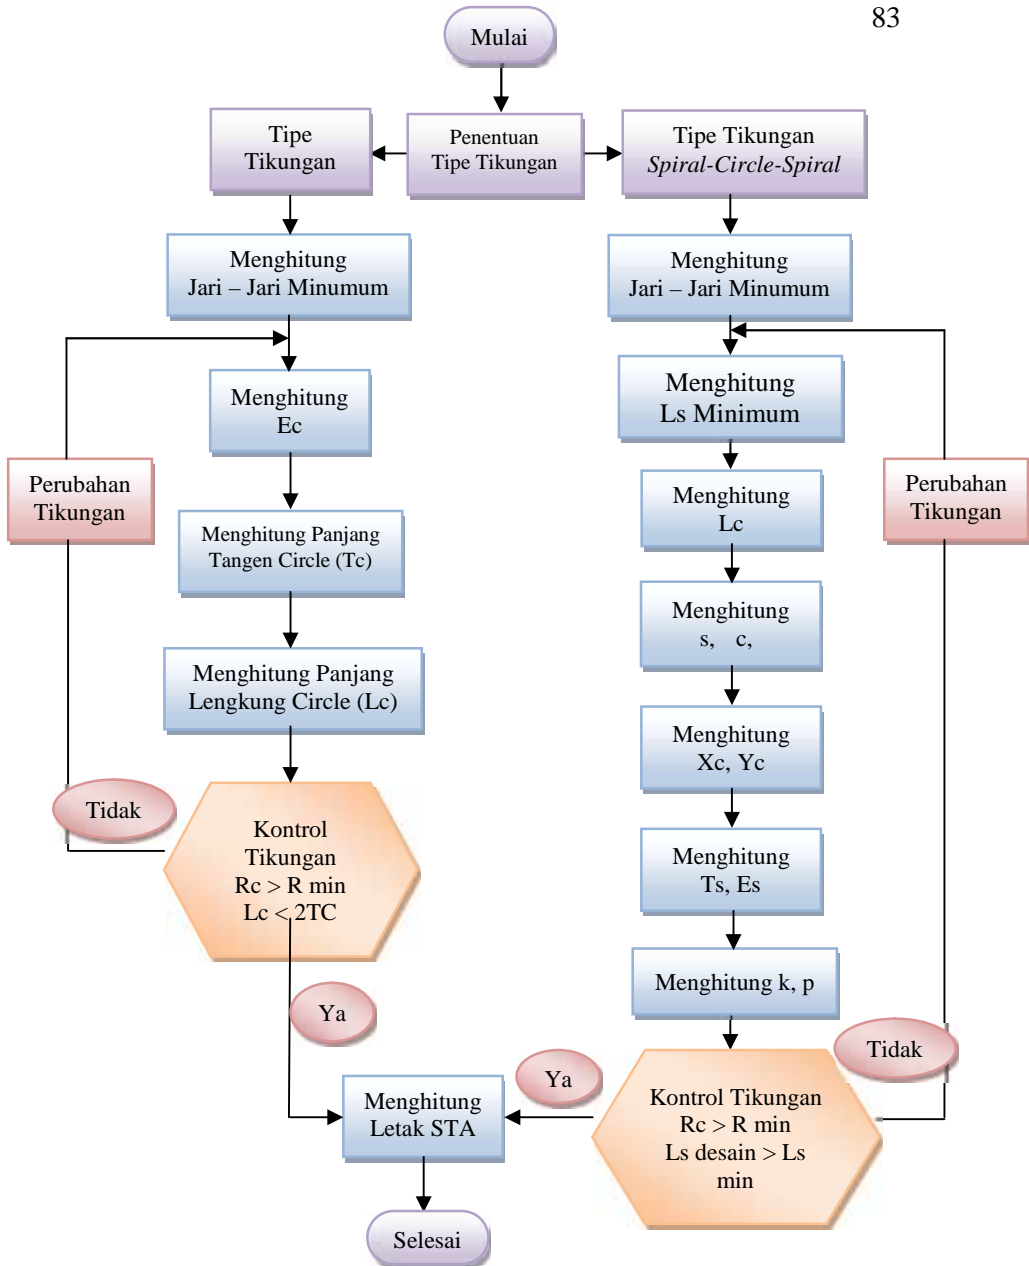 83
Mulai
Penentuan
Tipe Tikungan
Tipe
Tikungan
Tipe Tikungan
Spiral-Circle-Spiral
Menghitung
Jari – Jari Minumum
Menghitung
Ec
Menghitung Panjang
Tangen Circle (Tc)
Menghitung Panjang
Lengkung Circle (Lc)
Kontrol
Tikungan
Rc > R min
Lc < 2TC
Tidak
Perubahan
Tikungan
Ya
Menghitung
Jari – Jari Minumum
Menghitung
Ls Minimum
Menghitung
Lc
Menghitung
s, c,
Menghitung
Xc, Yc
Menghitung
Ts, Es
Menghitung k, p
Kontrol Tikungan
Rc > R min
Ls desain > Ls
min
Tidak
Perubahan
Tikungan
Ya
Menghitung
Letak STA
Selesai